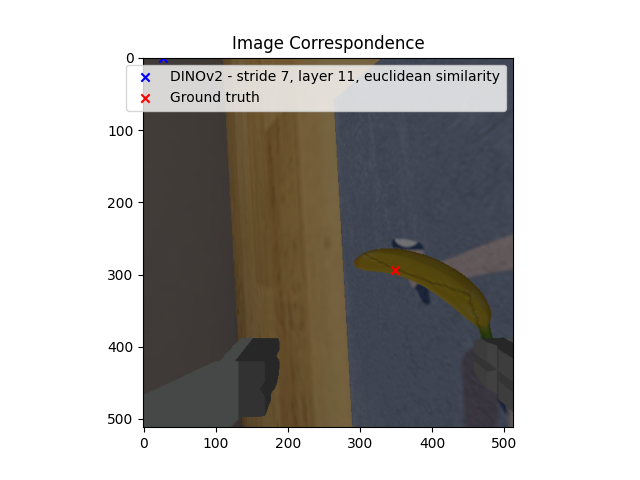 Image Correspondence
DINOv2 - stride 7, layer 11, euclidean similarity
Ground truth
0
100
200
300
400
500
0 100 200 300 400 500